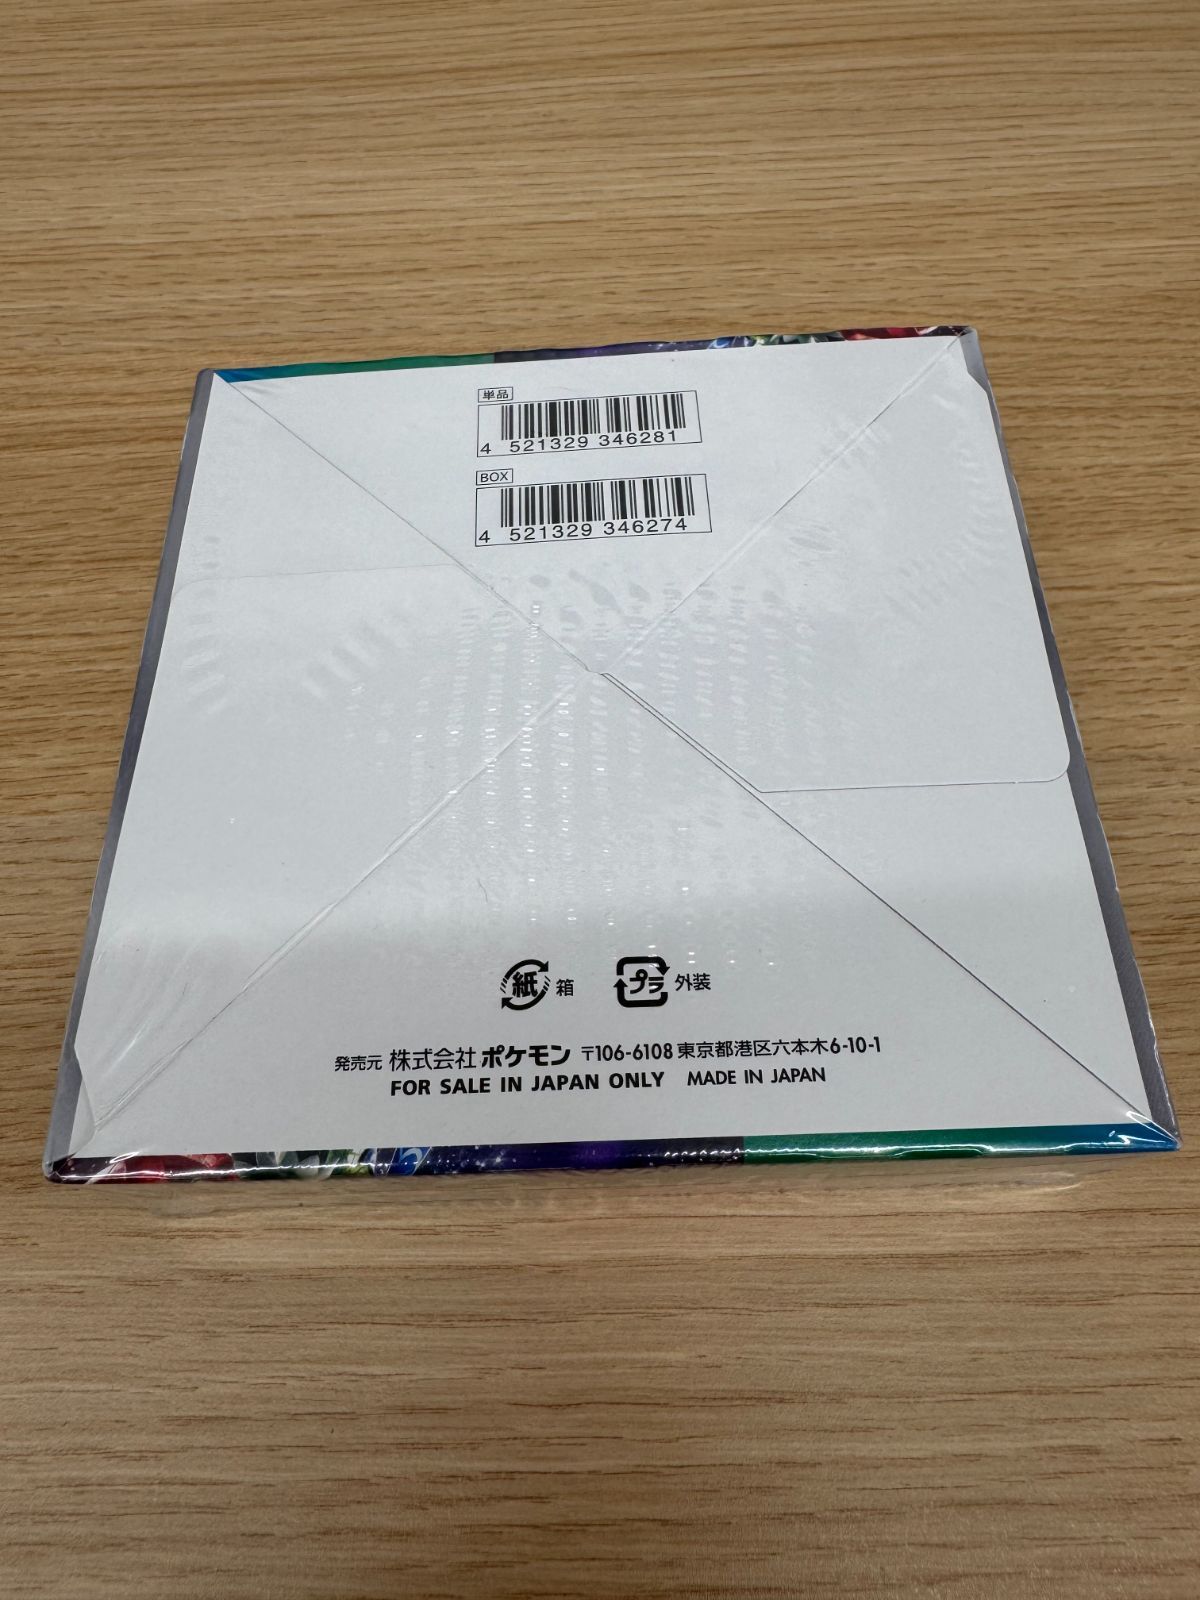 単品
4 521329 346281
BOX
4 521329 346274
紙 箱 プラ 外装
発売元 株式会社 ポケモン 〒106-6108 東京都港区六本木6-10-1
FOR SALE IN JAPAN ONLY MADE IN JAPAN